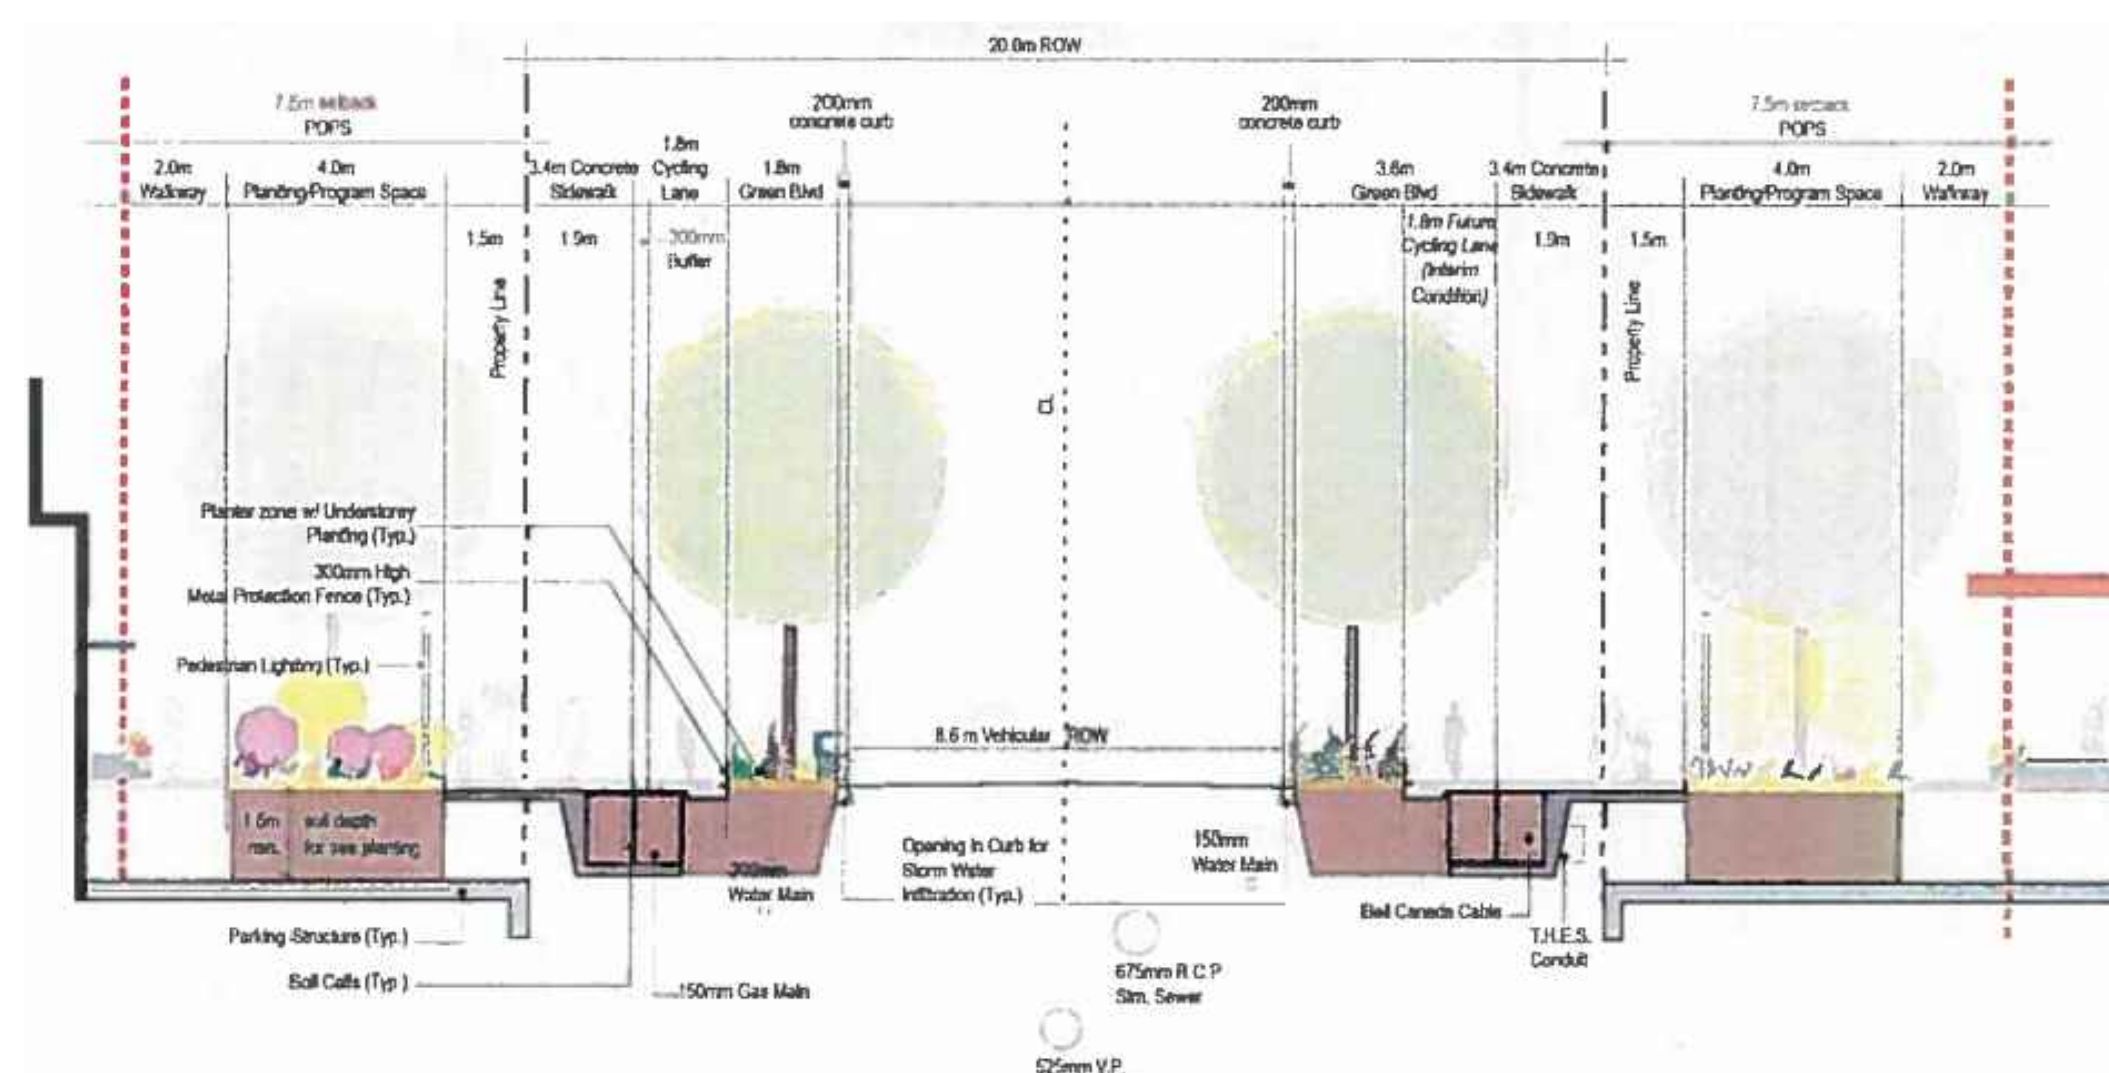 20.0m ROW
7.5m setback
POPS
200mm
concrete curb
200mm
concrete curb
7.5m setback
POPS
2.0m
Walkway
4.0m
Planting/Program Space
3.4m Concrete
Sidewalk
1.8m
Cycling
Lane
1.8m
Green Blvd
3.6m
Green Blvd
3.4m Concrete
Sidewalk
4.0m
Planting/Program Space
2.0m
Walkway
1.5m
1.9m
300mm
Buffer
1.8m Future
Cycling Lane
(Interim
Condition)
1.9m
1.5m
Property Line
CL
Property Line
Planter zone w/ Understorey
Planting (Typ.)
300mm High
Metal Protection Fence (Typ.)
Pedestrian Lighting (Typ.)
8.6 m Vehicular ROW
1.5m
min.
soil depth
for tree planting
Water Main
Opening In Curb for
Storm Water
Infiltration (Typ.)
150mm
Water Main
Parking Structure (Typ.)
Soil Cells (Typ.)
150mm Gas Main
Bell Canada Cable
T.H.E.S.
Conduit
675mm R.C.P
Stm. Sewer
525mm V.P.